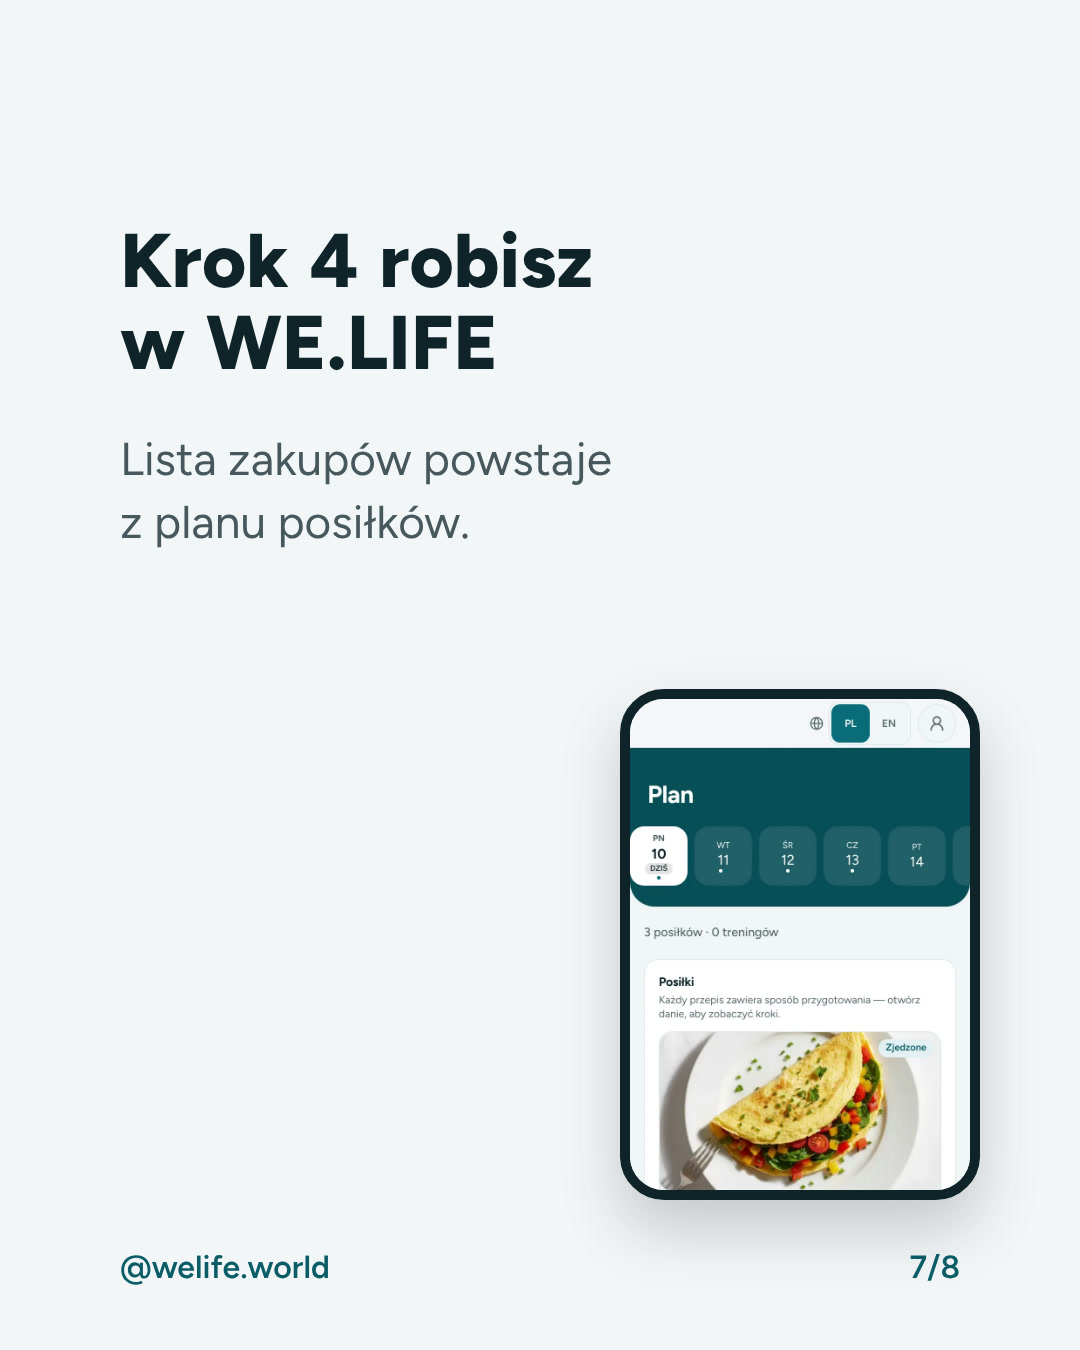 Krok 4 robisz
w WE.LIFE
Lista zakupów powstaje
z planu posiłków.
PL EN
Plan
PN WT ŚR CZ PT
10 11 12 13 14
DZIŚ
3 posiłków · 0 treningów
Posiłki
Każdy przepis zawiera sposób przygotowania — otwórz
danie, aby zobaczyć kroki.
Zjedzone
@welife.world
7/8